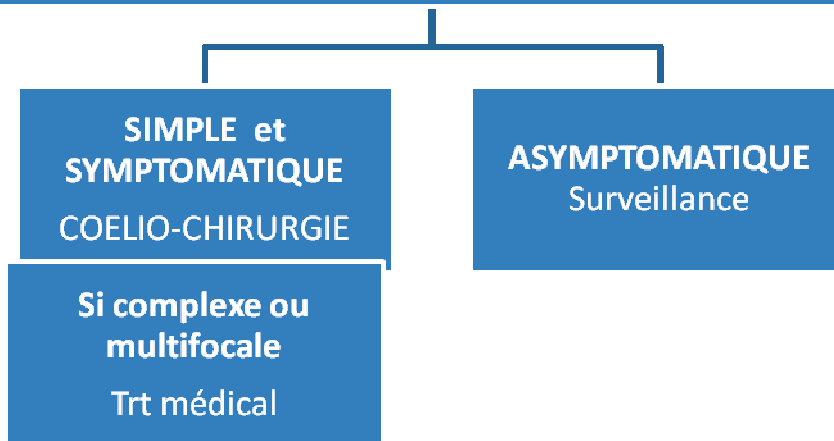 SIMPLE et
SYMPTOMATIQUE
COELIO-CHIRURGIE
Si complexe ou
multifocale
Trt médical
ASYMPTOMATIQUE
Surveillance